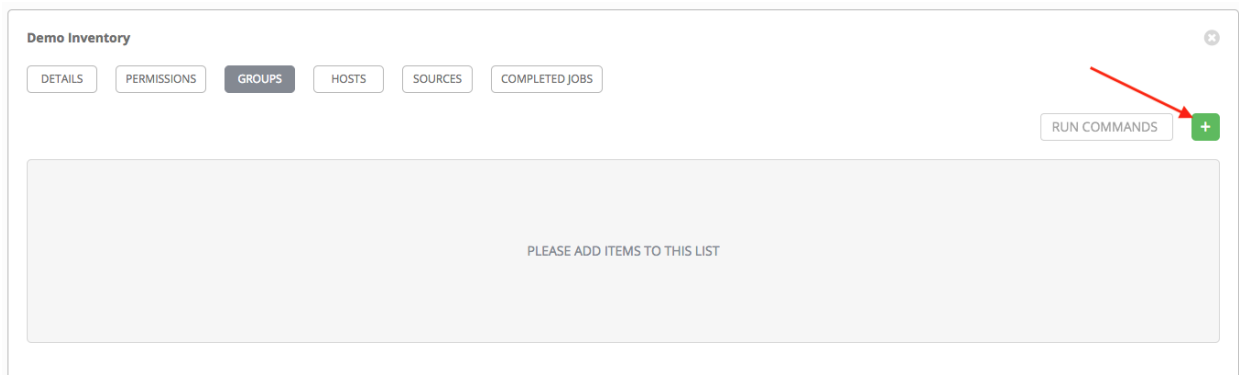 Demo Inventory
DETAILS PERMISSIONS GROUPS HOSTS SOURCES COMPLETED JOBS
RUN COMMANDS +
PLEASE ADD ITEMS TO THIS LIST